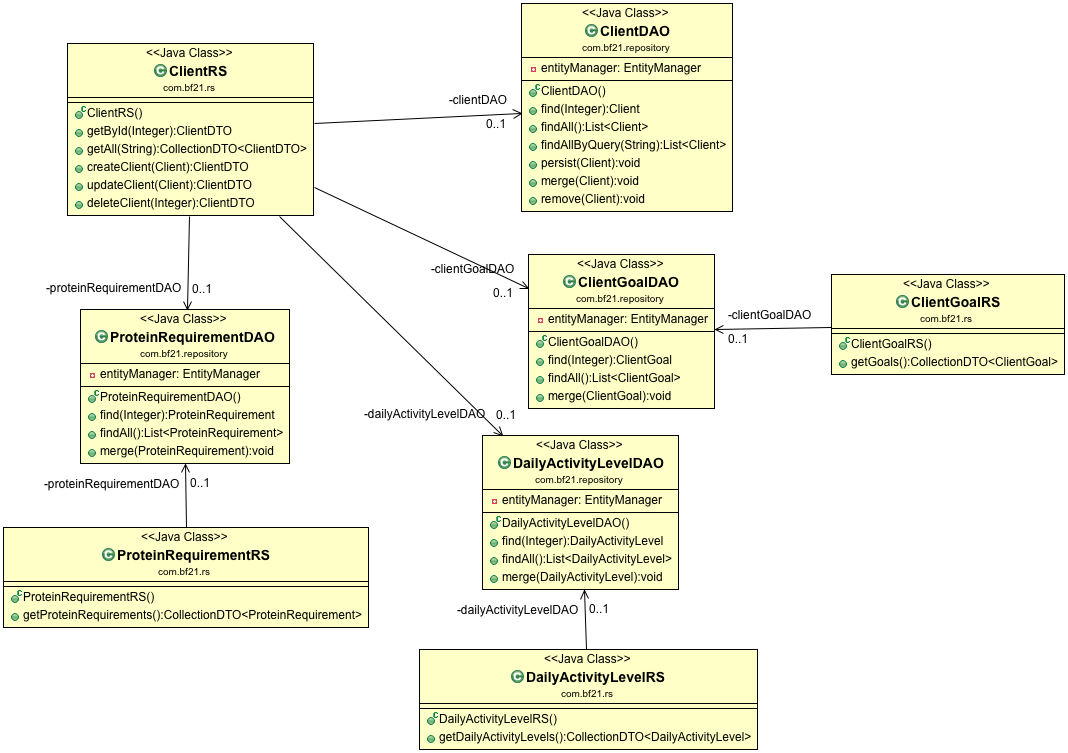 <<Java Class>>
ClientRS
com.bf21.rs
ClientRS()
getById(Integer):ClientDTO
getAll(String):CollectionDTO<ClientDTO>
createClient(Client):ClientDTO
updateClient(Client):ClientDTO
deleteClient(Integer):ClientDTO
-clientDAO
0..1
<<Java Class>>
ClientDAO
com.bf21.repository
entityManager: EntityManager
ClientDAO()
find(Integer):Client
findAll():List<Client>
findAllByQuery(String):List<Client>
persist(Client):void
merge(Client):void
remove(Client):void
-clientGoalDAO
0..1
<<Java Class>>
ClientGoalDAO
com.bf21.repository
entityManager: EntityManager
ClientGoalDAO()
find(Integer):ClientGoal
findAll():List<ClientGoal>
merge(ClientGoal):void
-clientGoalDAO
0..1
<<Java Class>>
ClientGoalRS
com.bf21.rs
ClientGoalRS()
getGoals():CollectionDTO<ClientGoal>
-proteinRequirementDAO
0..1
<<Java Class>>
ProteinRequirementDAO
com.bf21.repository
entityManager: EntityManager
ProteinRequirementDAO()
find(Integer):ProteinRequirement
findAll():List<ProteinRequirement>
merge(ProteinRequirement):void
-dailyActivityLevelDAO
0..1
<<Java Class>>
DailyActivityLevelDAO
com.bf21.repository
entityManager: EntityManager
DailyActivityLevelDAO()
find(Integer):DailyActivityLevel
findAll():List<DailyActivityLevel>
merge(DailyActivityLevel):void
-proteinRequirementDAO
0..1
<<Java Class>>
ProteinRequirementRS
com.bf21.rs
ProteinRequirementRS()
getProteinRequirements():CollectionDTO<ProteinRequirement>
-dailyActivityLevelDAO
0..1
<<Java Class>>
DailyActivityLevelRS
com.bf21.rs
DailyActivityLevelRS()
getDailyActivityLevels():CollectionDTO<DailyActivityLevel>